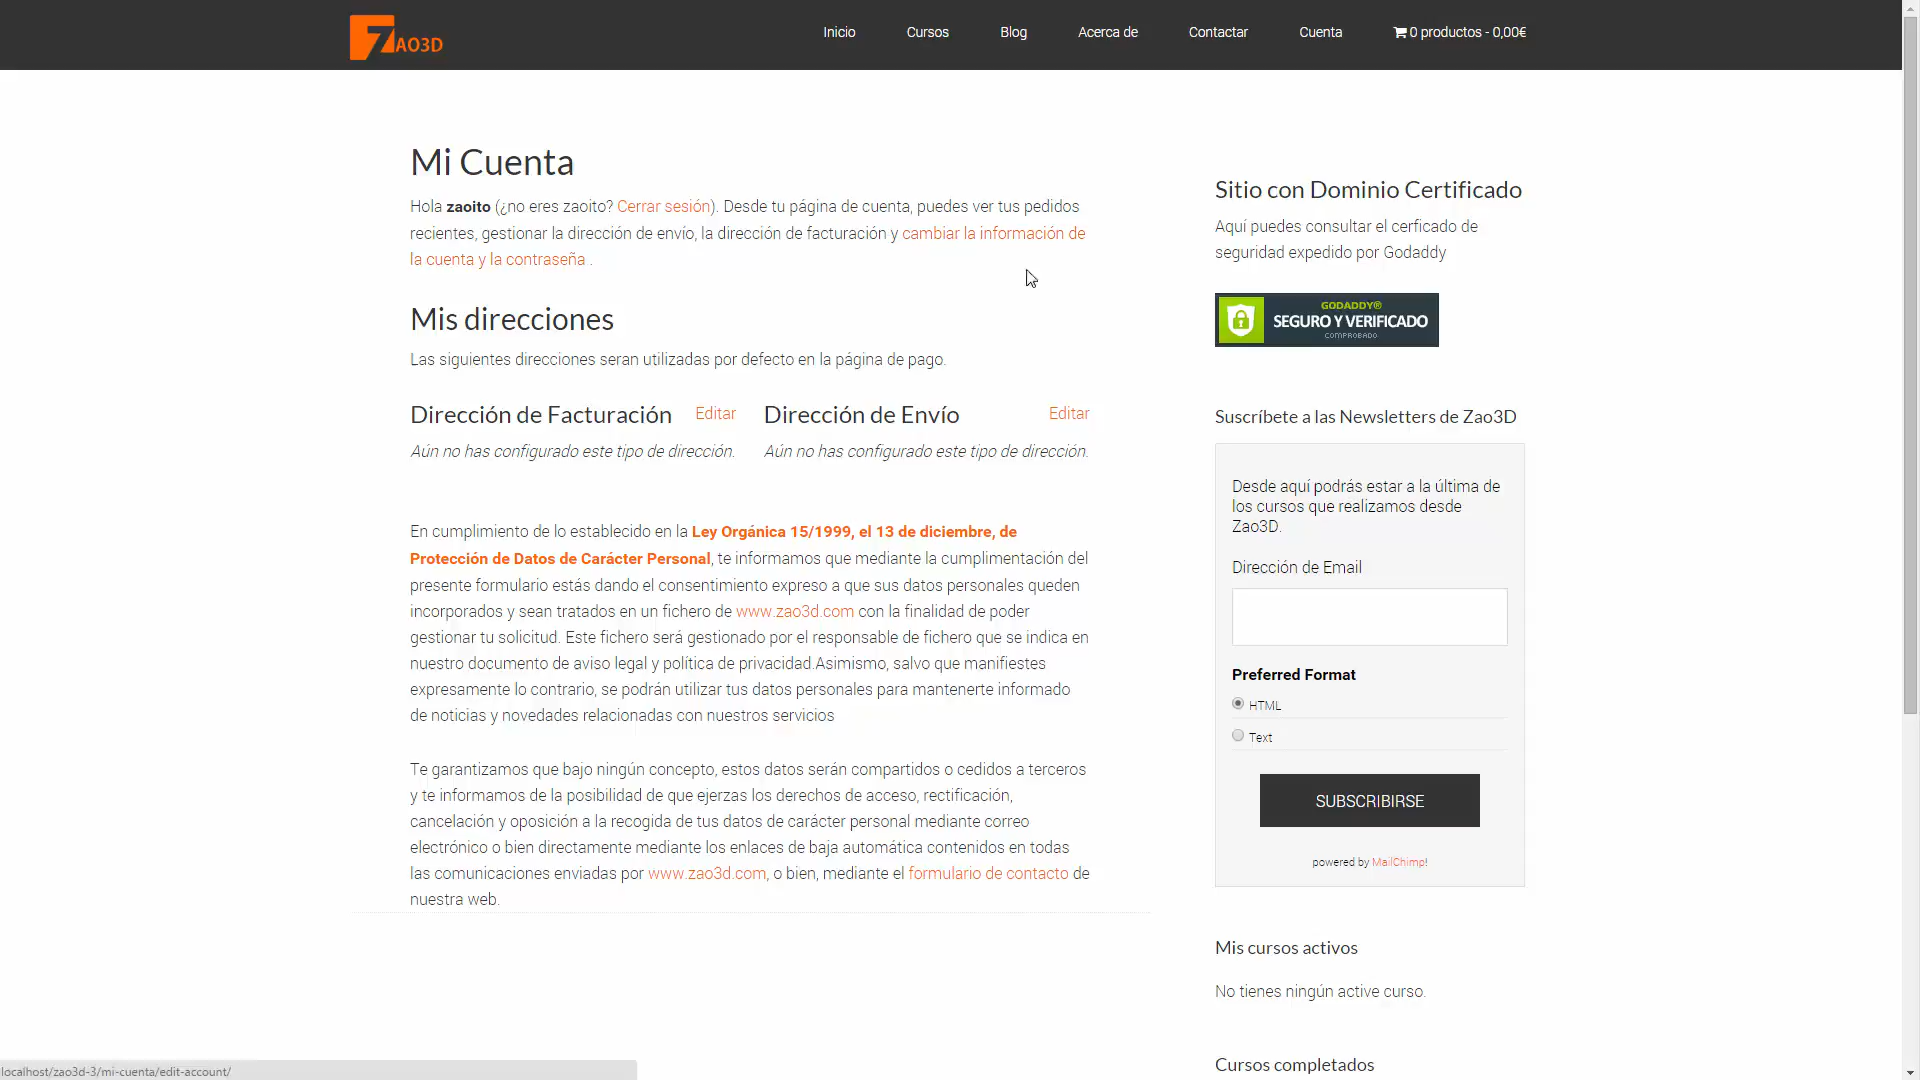 ZAO3D
Inicio
Cursos
Blog
Acerca de
Contactar
Cuenta
0 productos - 0,00€
Mi Cuenta
Hola zaoito (¿no eres zaoito? Cerrar sesión). Desde tu página de cuenta, puedes ver tus pedidos
recientes, gestionar la dirección de envío, la dirección de facturación y cambiar la información de
la cuenta y la contraseña .
Mis direcciones
Las siguientes direcciones seran utilizadas por defecto en la página de pago.
Dirección de Facturación
Editar
Aún no has configurado este tipo de dirección.
Dirección de Envío
Editar
Aún no has configurado este tipo de dirección.
En cumplimiento de lo establecido en la Ley Orgánica 15/1999, el 13 de diciembre, de
Protección de Datos de Carácter Personal, te informamos que mediante la cumplimentación del
presente formulario estás dando el consentimiento expreso a que sus datos personales queden
incorporados y sean tratados en un fichero de www.zao3d.com con la finalidad de poder
gestionar tu solicitud. Este fichero será gestionado por el responsable de fichero que se indica en
nuestro documento de aviso legal y política de privacidad.Asimismo, salvo que manifiestes
expresamente lo contrario, se podrán utilizar tus datos personales para mantenerte informado
de noticias y novedades relacionadas con nuestros servicios
Te garantizamos que bajo ningún concepto, estos datos serán compartidos o cedidos a terceros
y te informamos de la posibilidad de que ejerzas los derechos de acceso, rectificación,
cancelación y oposición a la recogida de tus datos de carácter personal mediante correo
electrónico o bien directamente mediante los enlaces de baja automática contenidos en todas
las comunicaciones enviadas por www.zao3d.com, o bien, mediante el formulario de contacto de
nuestra web.
Sitio con Dominio Certificado
Aquí puedes consultar el cerficado de
seguridad expedido por Godaddy
GODADDY®
SEGURO Y VERIFICADO
COMPROBADO
Suscríbete a las Newsletters de Zao3D
Desde aquí podrás estar a la última de
los cursos que realizamos desde
Zao3D.
Dirección de Email
Preferred Format
HTML
Text
SUBSCRIBIRSE
powered by MailChimp!
Mis cursos activos
No tienes ningún active curso.
Cursos completados
localhost/zao3d-3/mi-cuenta/edit-account/